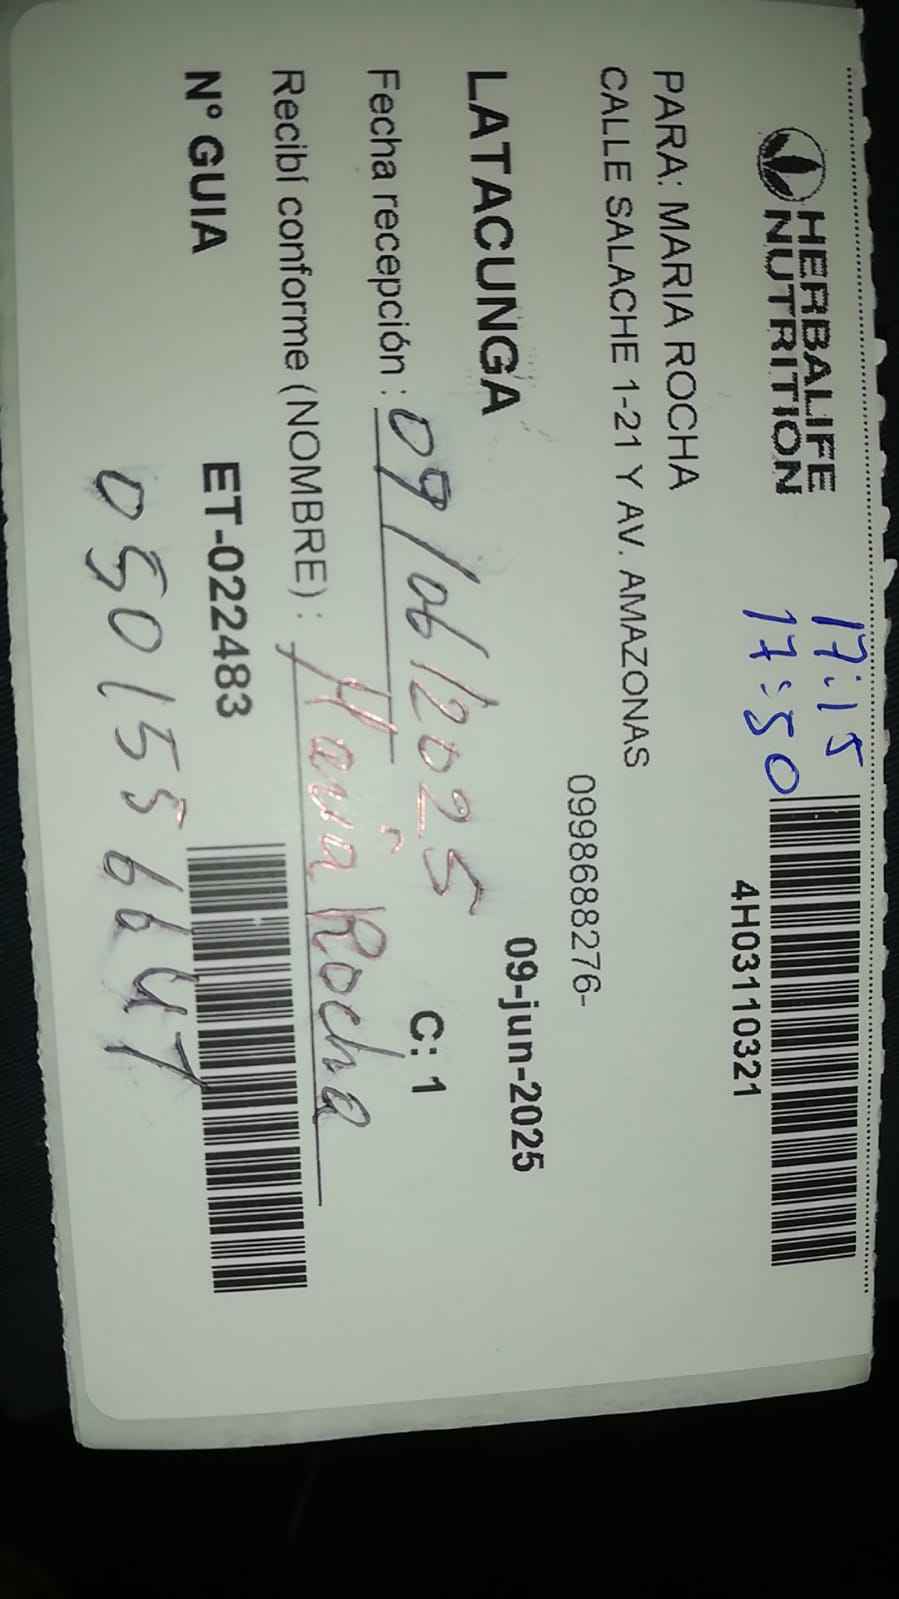 HERBALIFE
NUTRITION
17:15
17:50
4H03110321
PARA: MARIA ROCHA
CALLE SALACHE 1-21 Y AV. AMAZONAS
0998688276-
LATACUNGA
09-jun-2025
Fecha recepción : 09/06/2025
C: 1
Recibí conforme (NOMBRE) : Maria Rocha
N° GUIA
ET-022483
0501556647